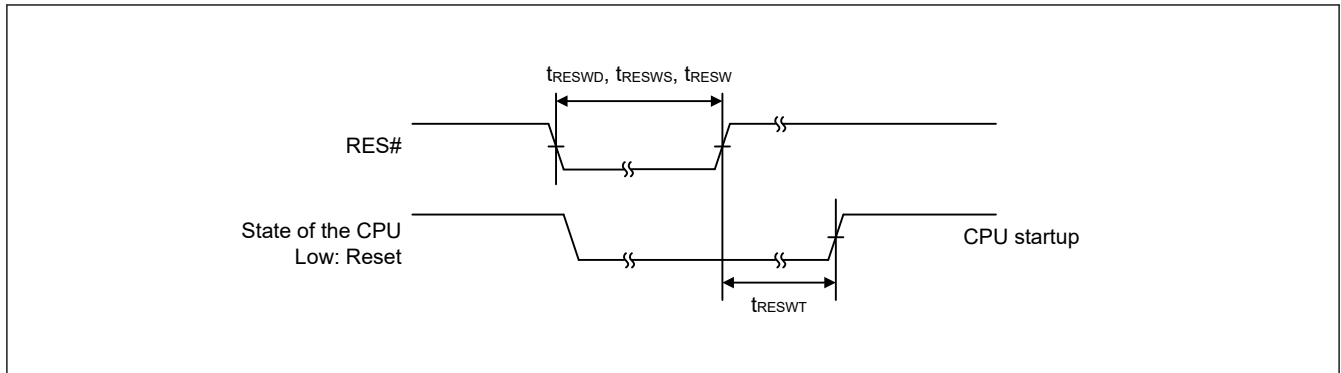 tRESWD, tRESWS, tRESW
RES#
State of the CPU
Low: Reset
CPU startup
tRESWT